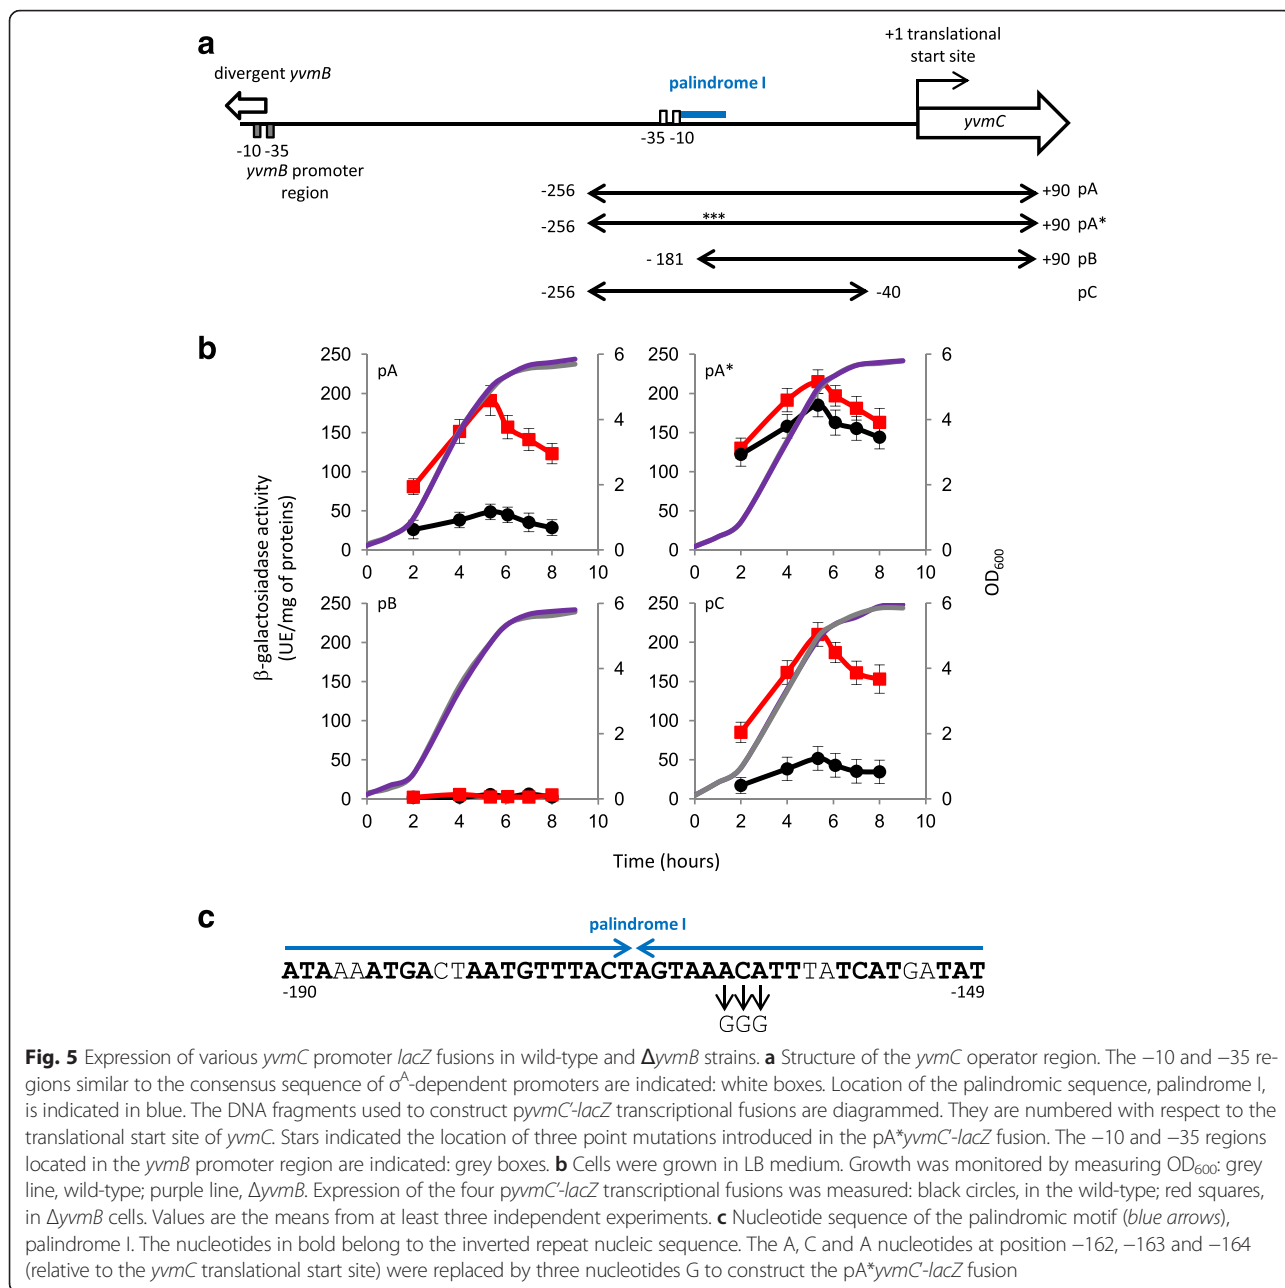 a
+1 translational
start site
divergent yvmB
palindrome I
yvmC
-35 -10
-10 -35
yvmB promoter
region
-256 +90 pA
***
-256 +90 pA*
- 181 +90 pB
-256 -40 pC
b
β-galactosiadase activity
(UE/mg of proteins)
OD600
pA
250
200
150
100
50
0
6
4
2
0
0 2 4 6 8 10
pA*
250
200
150
100
50
0
6
4
2
0
0 2 4 6 8 10
pB
250
200
150
100
50
0
6
4
2
0
0 2 4 6 8 10
pC
250
200
150
100
50
0
6
4
2
0
0 2 4 6 8 10
Time (hours)
c
palindrome I
ATAAAATGACTAATGTTTACTAGTAAACATTTTATCATGATAT
-190 -149
GGG
Fig. 5 Expression of various yvmC promoter lacZ fusions in wild-type and ΔyvmB strains. a Structure of the yvmC operator region. The −10 and −35 re-
gions similar to the consensus sequence of σA-dependent promoters are indicated: white boxes. Location of the palindromic sequence, palindrome I,
is indicated in blue. The DNA fragments used to construct pyvmC'-lacZ transcriptional fusions are diagrammed. They are numbered with respect to the
translational start site of yvmC. Stars indicated the location of three point mutations introduced in the pA*yvmC'-lacZ fusion. The −10 and −35 regions
located in the yvmB promoter region are indicated: grey boxes. b Cells were grown in LB medium. Growth was monitored by measuring OD600: grey
line, wild-type; purple line, ΔyvmB. Expression of the four pyvmC'-lacZ transcriptional fusions was measured: black circles, in the wild-type; red squares,
in ΔyvmB cells. Values are the means from at least three independent experiments. c Nucleotide sequence of the palindromic motif (blue arrows),
palindrome I. The nucleotides in bold belong to the inverted repeat nucleic sequence. The A, C and A nucleotides at position −162, −163 and −164
(relative to the yvmC translational start site) were replaced by three nucleotides G to construct the pA*yvmC'-lacZ fusion